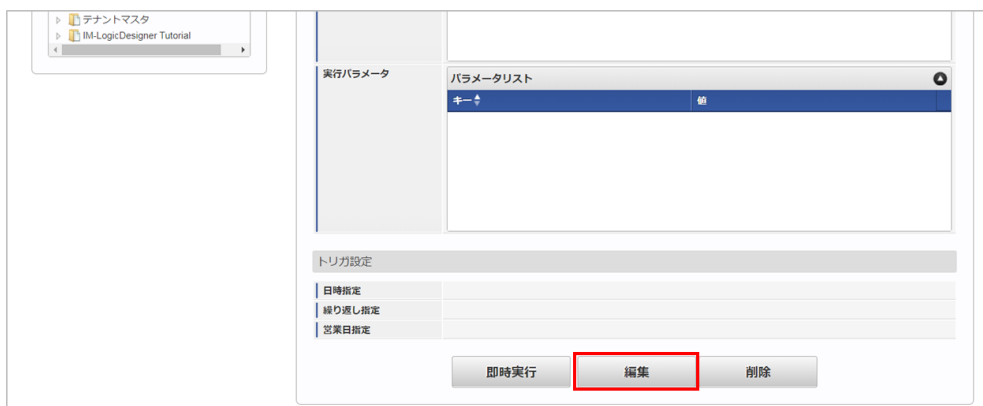 テナントマスタ
IM-LogicDesigner Tutorial
実行パラメータ
パラメータリスト
キー 値
トリガ設定
日時指定
繰り返し指定
営業日指定
即時実行 編集 削除